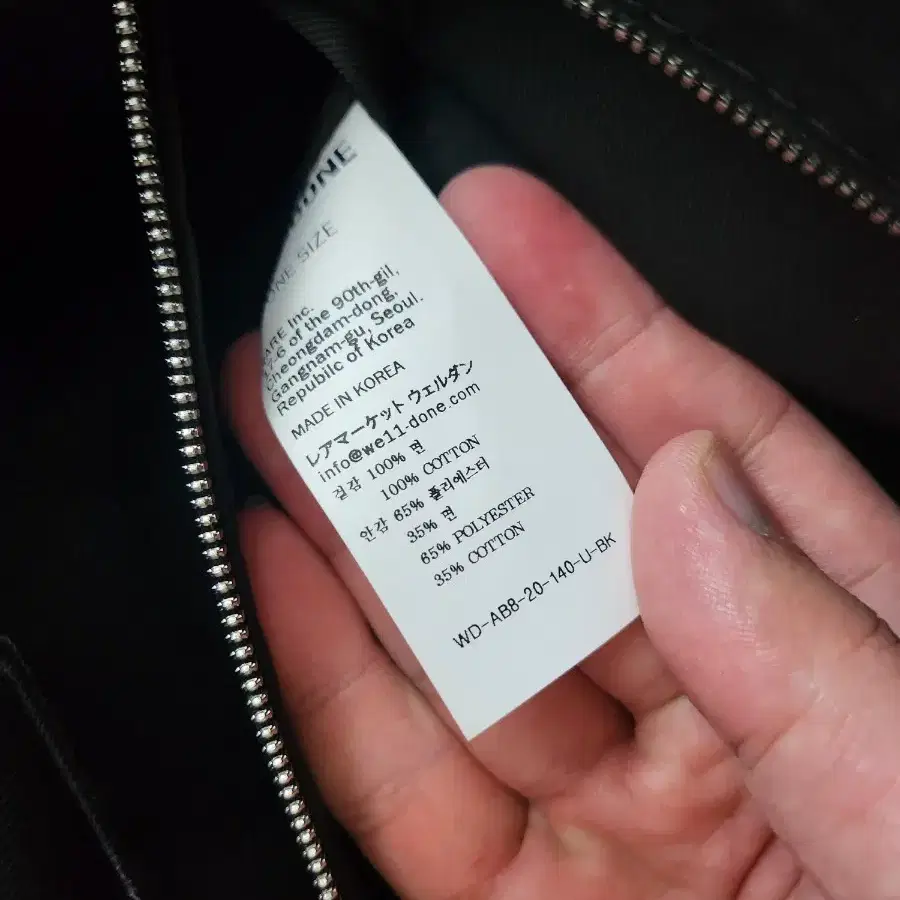 ONE SIZE
Inc.
6 of the 90th-gil,
Cheongdam-dong,
Gangnam-gu, Seoul.
Republic of Korea
MADE IN KOREA
レアマーケット ウェルダン
info@we11-done.com
겉감 100% 면
100% COTTON
안감 65% 폴리에스터
35% 면
65% POLYESTER
35% COTTON
WD-AB8-20-140-U-BK